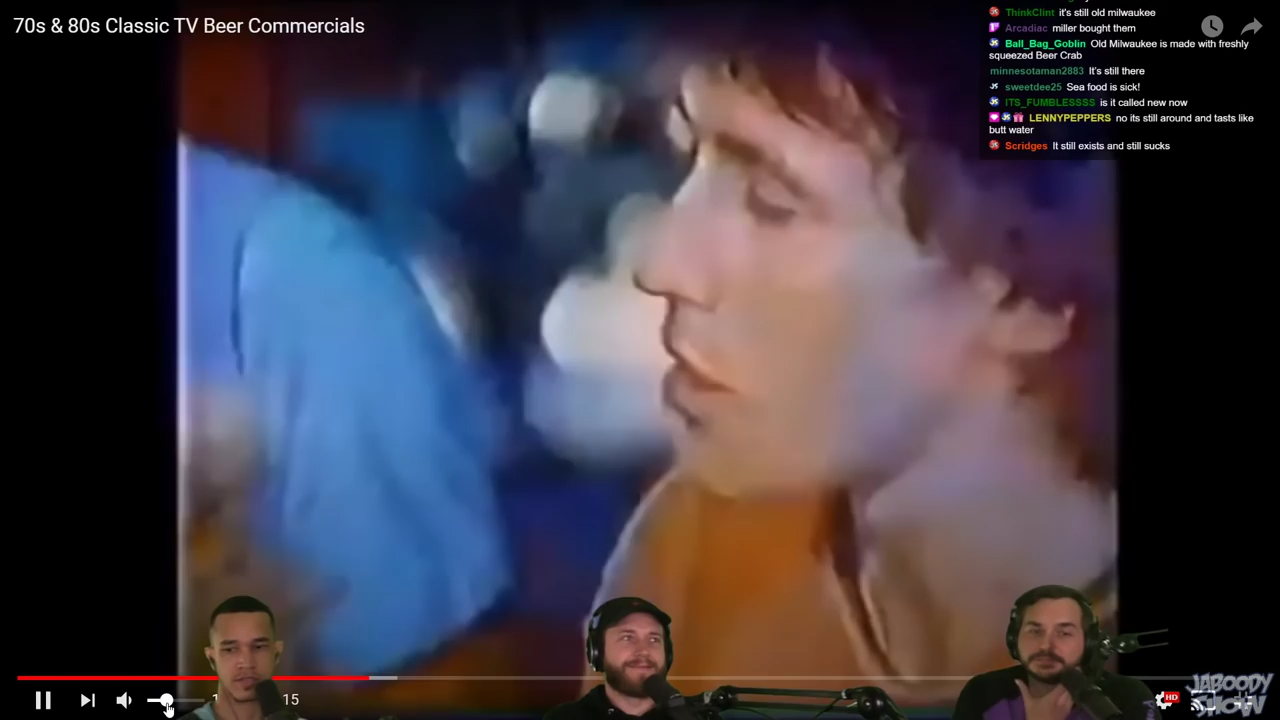 70s & 80s Classic TV Beer Commercials
ThinkClint it's still old milwaukee
Arcadiac miller bought them
Ball_Bag_Goblin Old Milwaukee is made with freshly
squeezed Beer Crab
minnesotaman2883 It's still there
sweetdee25 Sea food is sick!
ITS_FUMBLESSSS is it called new now
LENNYPEPPERS no its still around and tastes like
butt water
Scridges It still exists and still sucks
15
HD
JABOODY
SHOW